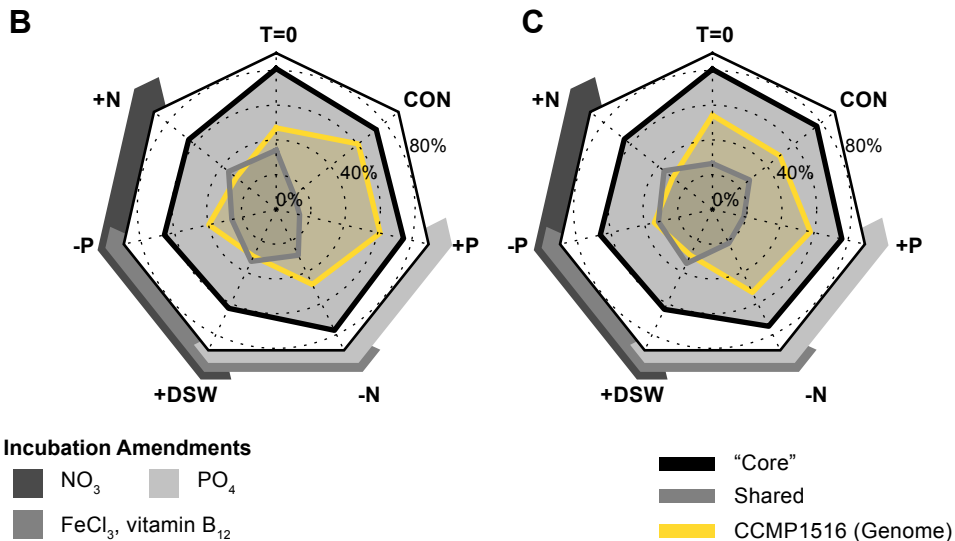 B
C
T=0
T=0
+N
CON
+N
CON
80%
80%
40%
40%
0%
0%
-P
+P
-P
+P
+DSW
-N
+DSW
-N
Incubation Amendments
NO3
PO4
FeCl3, vitamin B12
“Core”
Shared
CCMP1516 (Genome)